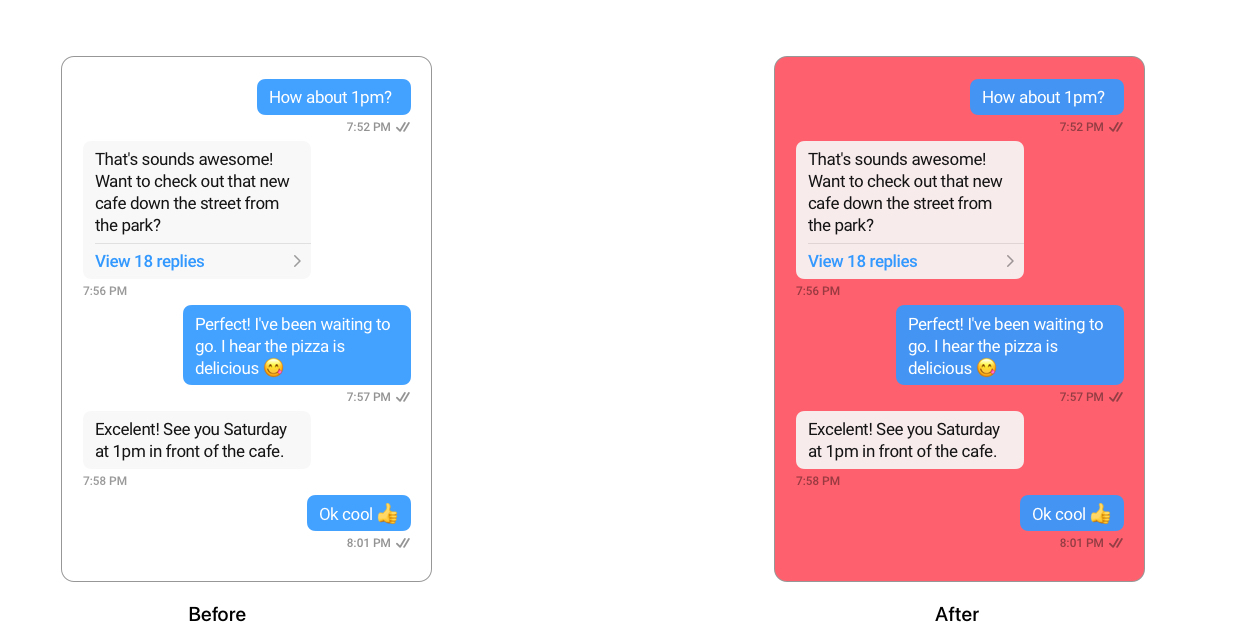 How about 1pm?
7:52 PM
That's sounds awesome!
Want to check out that new
cafe down the street from
the park?
View 18 replies
7:56 PM
Perfect! I've been waiting to
go. I hear the pizza is
delicious 😋
7:57 PM
Excelent! See you Saturday
at 1pm in front of the cafe.
7:58 PM
Ok cool 👍
8:01 PM
Before
How about 1pm?
7:52 PM
That's sounds awesome!
Want to check out that new
cafe down the street from
the park?
View 18 replies
7:56 PM
Perfect! I've been waiting to
go. I hear the pizza is
delicious 😋
7:57 PM
Excelent! See you Saturday
at 1pm in front of the cafe.
7:58 PM
Ok cool 👍
8:01 PM
After